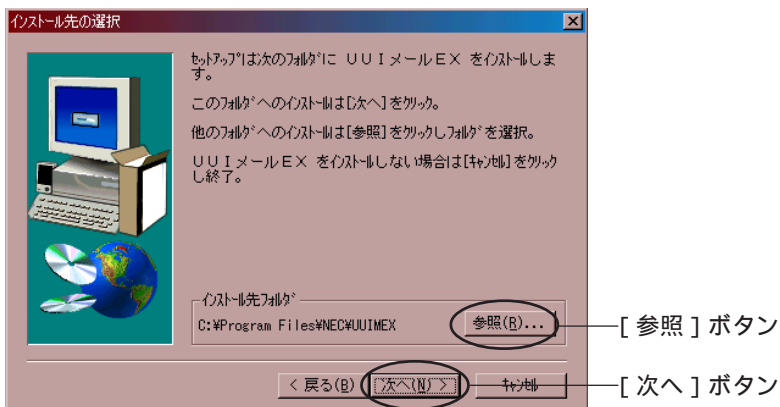 インストール先の選択
ｾｯﾄｱｯﾌﾟは次のﾌｫﾙﾀﾞに ＵＵＩメールＥＸ をｲﾝｽﾄｰﾙしま
す。
このﾌｫﾙﾀﾞへのｲﾝｽﾄｰﾙは[次へ]をｸﾘｯｸ。
他のﾌｫﾙﾀﾞへのｲﾝｽﾄｰﾙは[参照]をｸﾘｯｸしﾌｫﾙﾀﾞを選択。
ＵＵＩメールＥＸ をｲﾝｽﾄｰﾙしない場合は[ｷｬﾝｾﾙ]をｸﾘｯｸ
し終了。
ｲﾝｽﾄｰﾙ先ﾌｫﾙﾀﾞ
C:¥Program Files¥NEC¥UUIMEX
参照(R)...
[ 参照 ] ボタン
< 戻る(B)
次へ(N) >
ｷｬﾝｾﾙ
[ 次へ ] ボタン